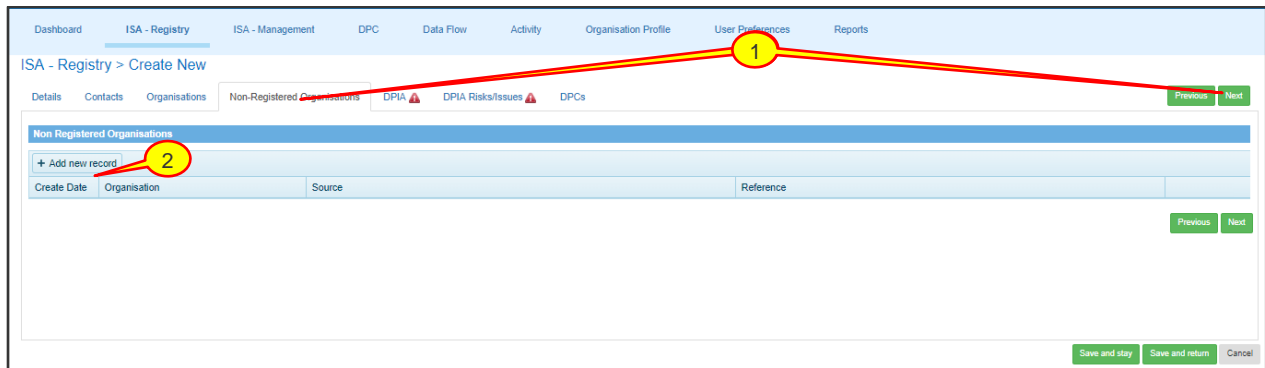 Dashboard ISA - Registry ISA - Management DPC Data Flow Activity Organisation Profile User Preferences Reports
1
ISA - Registry > Create New
Details Contacts Organisations Non-Registered Organisations DPIA DPIA Risks/Issues DPCs Previous Next
Non Registered Organisations
+ Add new record
2
Create Date Organisation Source Reference
Previous Next
Save and stay Save and return Cancel